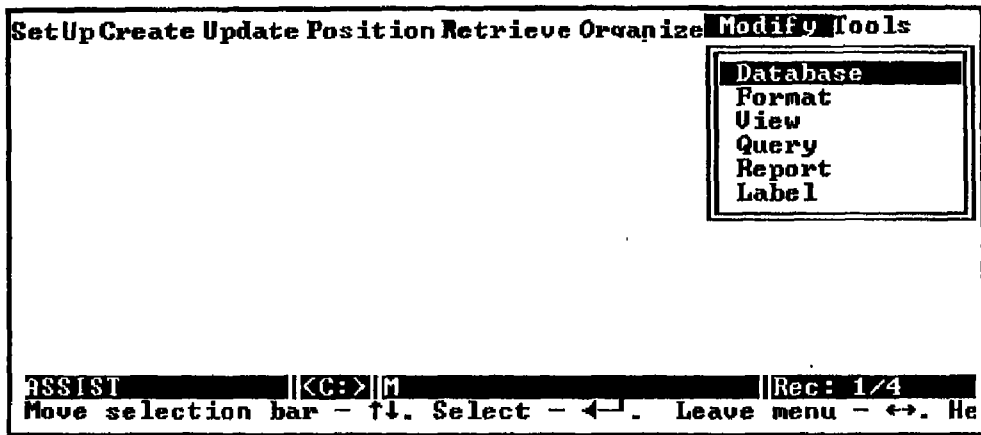 SetUp Create Update Position Retrieve Organize Modify Tools
Database
Format
View
Query
Report
Label
ASSIST ||<C:>||M ||Rec: 1/4
Move selection bar - ↑↓. Select - ◄─┘. Leave menu - ↔. He